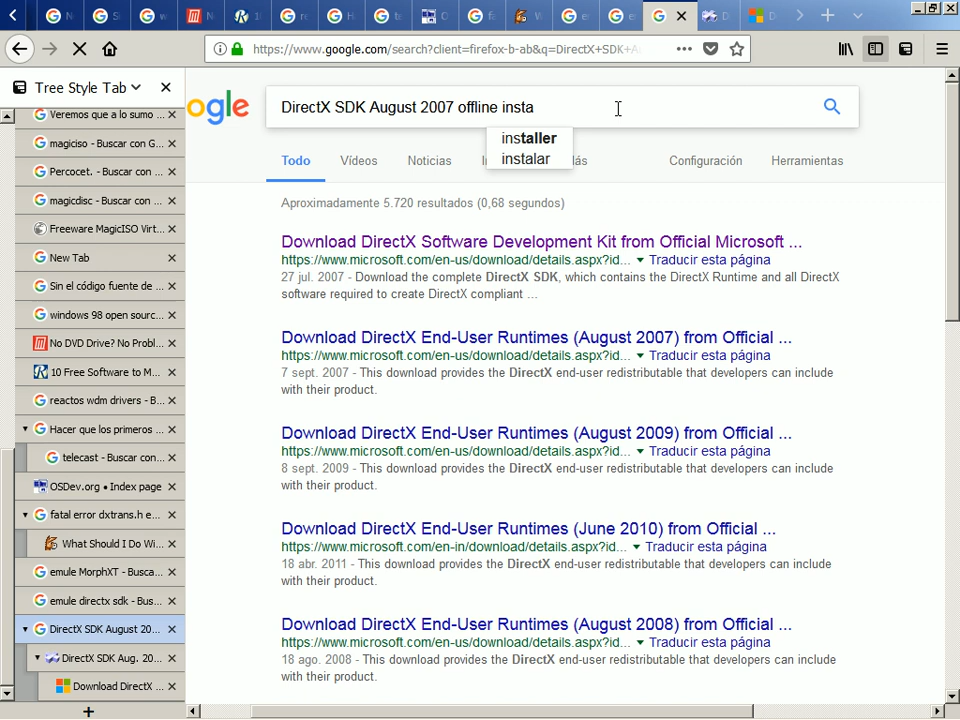 https://www.google.com/search?client=firefox-b-ab&q=DirectX+SDK+A
Tree Style Tab
Veremos que a lo sumo ...
magiciso - Buscar con G...
Percocet. - Buscar con ...
magicdisc - Buscar con ...
Freeware MagicISO Virt...
New Tab
Sin el código fuente de ...
windows 98 open sourc...
No DVD Drive? No Probl...
10 Free Software to M...
reactos wdm drivers - B...
Hacer que los primeros ...
telecast - Buscar con...
OSDev.org • Index page
fatal error dxtrans.h e...
What Should I Do Wi...
emule MorphXT - Busca...
emule directx sdk - Bus...
DirectX SDK August 20...
DirectX SDK Aug. 20...
Download DirectX ...
ogle
DirectX SDK August 2007 offline insta
installer
instalar
Todo
Vídeos
Noticias
Configuración
Herramientas
Aproximadamente 5.720 resultados (0,68 segundos)
Download DirectX Software Development Kit from Official Microsoft ...
https://www.microsoft.com/en-us/download/details.aspx?id... ▼ Traducir esta página
27 jul. 2007 - Download the complete DirectX SDK, which contains the DirectX Runtime and all DirectX
software required to create DirectX compliant ...
Download DirectX End-User Runtimes (August 2007) from Official ...
https://www.microsoft.com/en-us/download/details.aspx?id... ▼ Traducir esta página
7 sept. 2007 - This download provides the DirectX end-user redistributable that developers can include
with their product.
Download DirectX End-User Runtimes (August 2009) from Official ...
https://www.microsoft.com/en-us/download/details.aspx?id... ▼ Traducir esta página
8 sept. 2009 - This download provides the DirectX end-user redistributable that developers can include
with their product.
Download DirectX End-User Runtimes (June 2010) from Official ...
https://www.microsoft.com/en-in/download/details.aspx?id... ▼ Traducir esta página
18 abr. 2011 - This download provides the DirectX end-user redistributable that developers can include
with their product.
Download DirectX End-User Runtimes (August 2008) from Official ...
https://www.microsoft.com/en-us/download/details.aspx?id... ▼ Traducir esta página
18 ago. 2008 - This download provides the DirectX end-user redistributable that developers can include
with their product.